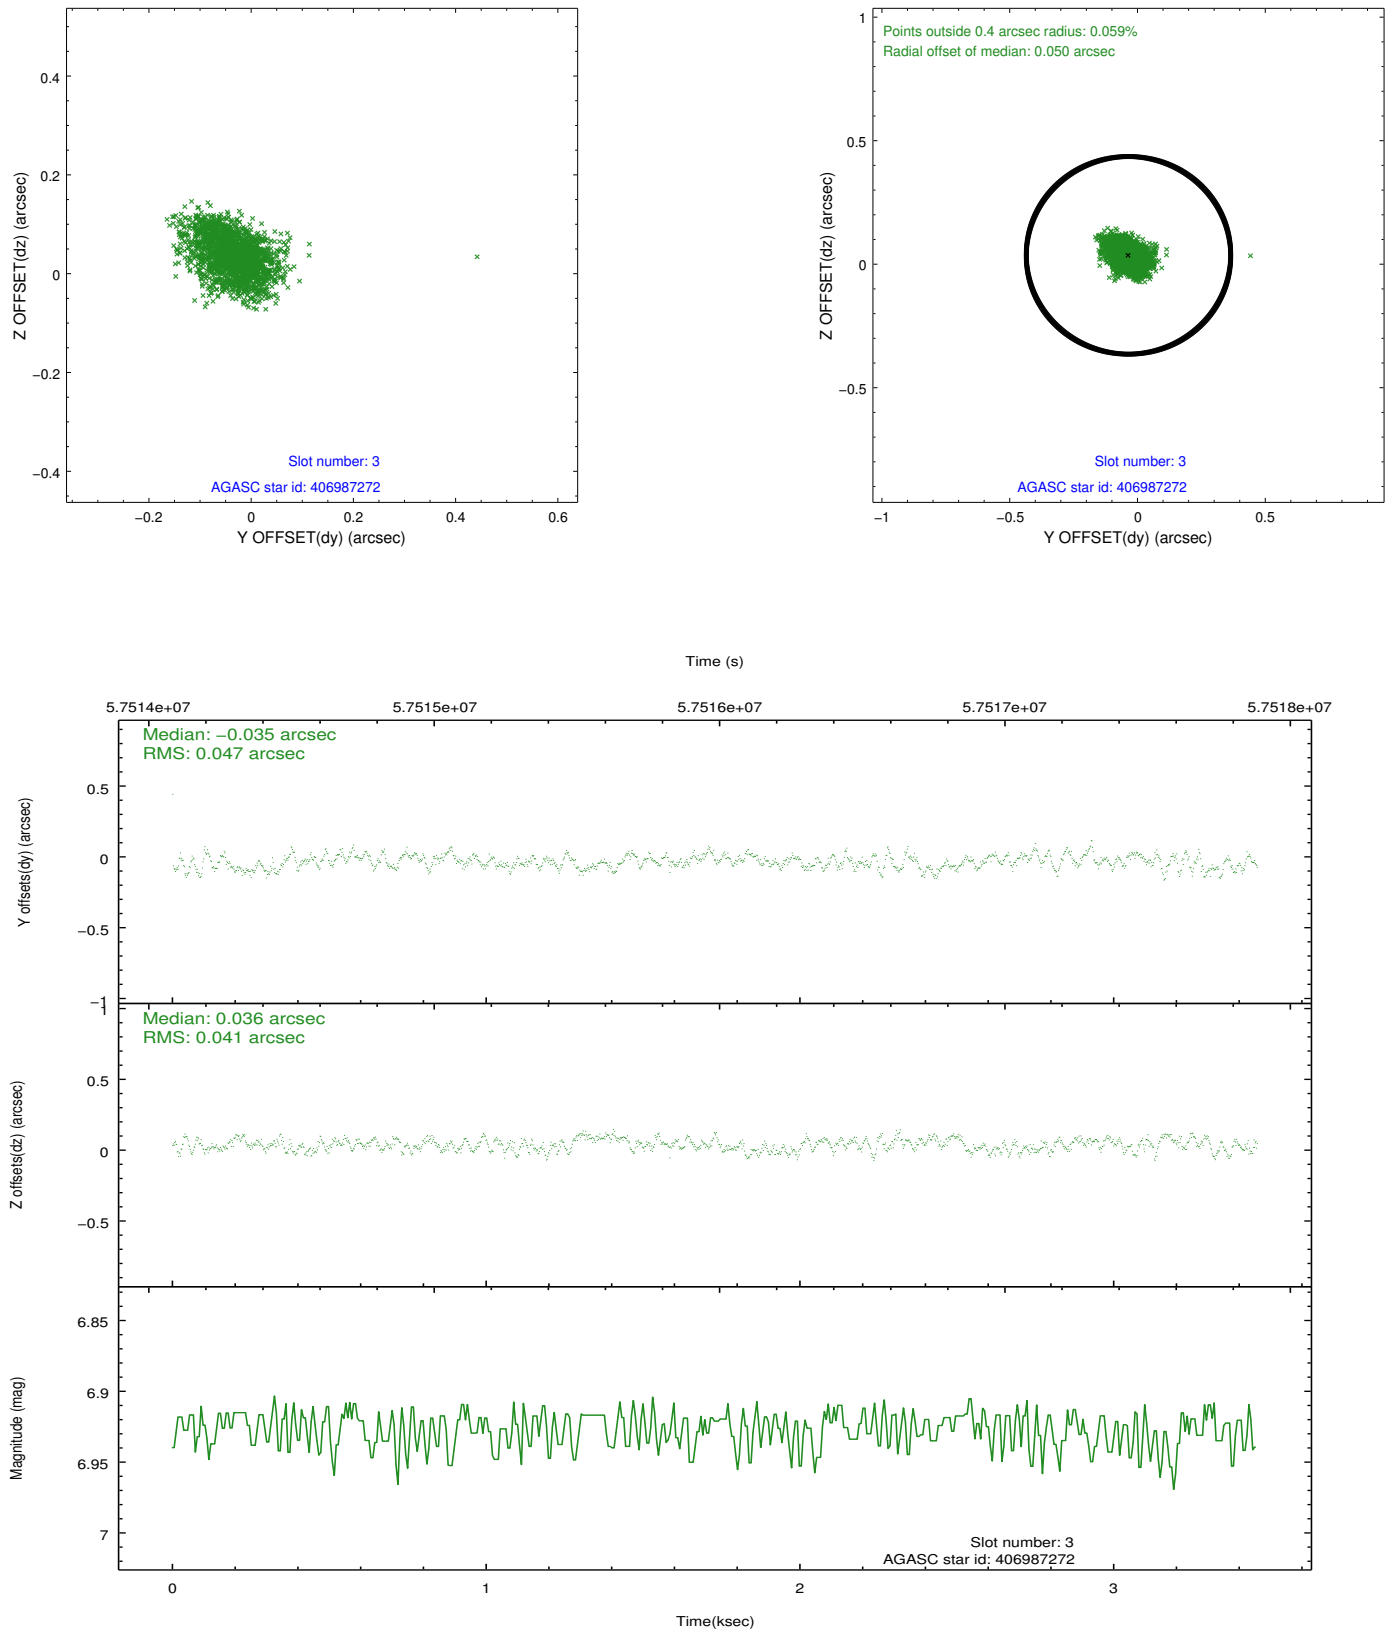 0.4
0.2
0
−0.2
−0.4
Z OFFSET(dz) (arcsec)
Slot number: 3
AGASC star id: 406987272
−0.2 0 0.2 0.4 0.6
Y OFFSET(dy) (arcsec)
Points outside 0.4 arcsec radius: 0.059%
Radial offset of median: 0.050 arcsec
1
0.5
0
−0.5
Z OFFSET(dz) (arcsec)
Slot number: 3
AGASC star id: 406987272
−1 −0.5 0 0.5
Y OFFSET(dy) (arcsec)
Time (s)
5.7514e+07 5.7515e+07 5.7516e+07 5.7517e+07 5.7518e+07
Median: −0.035 arcsec
RMS: 0.047 arcsec
0.5
0
−0.5
−1
Y offsets(dy) (arcsec)
Median: 0.036 arcsec
RMS: 0.041 arcsec
1
0.5
0
−0.5
Z offsets(dz) (arcsec)
6.85
6.9
6.95
7
Magnitude (mag)
Slot number: 3
AGASC star id: 406987272
0 1 2 3
Time(ksec)